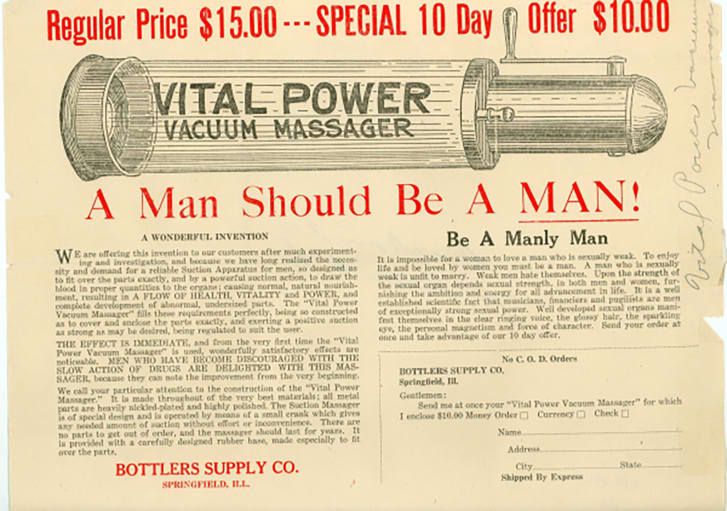 Regular Price $15.00 --- SPECIAL 10 Day Offer $10.00
VITAL POWER
VACUUM MASSAGER
A Man Should Be A MAN!
A WONDERFUL INVENTION
WE are offering this invention to our customers after much experiment-
ing and investigation, and because we have long realized the neces-
sity and demand for a reliable Suction Apparatus for men, so designed as
to fit over the parts exactly, and by a powerful suction action, to draw the
blood in proper quantities to the organs; causing normal, natural nourish-
ment, resulting in A FLOW OF HEALTH, VITALITY and POWER, and
complete development of abnormal, undersized parts. The "Vital Power
Vacuum Massager" fills these requirements perfectly, being so constructed
as to cover and enclose the parts exactly, and exerting a positive suction
as strong as may be desired, being regulated to suit the user.
THE EFFECT IS IMMEDIATE, and from the very first time the "Vital
Power Vacuum Massager" is used, wonderfully satisfactory effects are
noticeable. MEN WHO HAVE BECOME DISCOURAGED WITH THE
SLOW ACTION OF DRUGS ARE DELIGHTED WITH THIS MAS-
SAGER, because they can note the improvement from the very beginning.
We call your particular attention to the construction of the "Vital Power
Massager." It is made throughout of the very best materials; all metal
parts are heavily nickled-plated and highly polished. The Suction Massager
is of special design and is operated by means of a small crank which gives
any needed amount of suction without effort or inconvenience. There are
no parts to get out of order, and the massager should last for years. It
is provided with a carefully designed rubber base, made especially to fit
over the parts.
BOTTLERS SUPPLY CO.
SPRINGFIELD, ILL.
Be A Manly Man
It is impossible for a woman to love a man who is sexually weak. To enjoy
life and be loved by women you must be a man. A man who is sexually
weak is unfit to marry. Weak men hate themselves. Upon the strength of
the sexual organ depends sexual strength, in both men and women, fur-
nishing the ambition and energy for all advancement in life. It is a well
established scientific fact that musicians, financiers and pugilists are men
of exceptionally strong sexual power. Well developed sexual organs mani-
fest themselves in the clear ringing voice, the glossy hair, the sparkling
eye, the personal magnetism and force of character. Send your order at
once and take advantage of our 10 day offer.
No C. O. D. Orders
BOTTLERS SUPPLY CO.
Springfield, Ill.
Gentlemen:
Send me at once your "Vital Power Vacuum Massager" for which
I enclose $10.00 Money Order □ Currency □ Check □
Name
Address
City State
Shipped By Express
Vital Power Vacuum